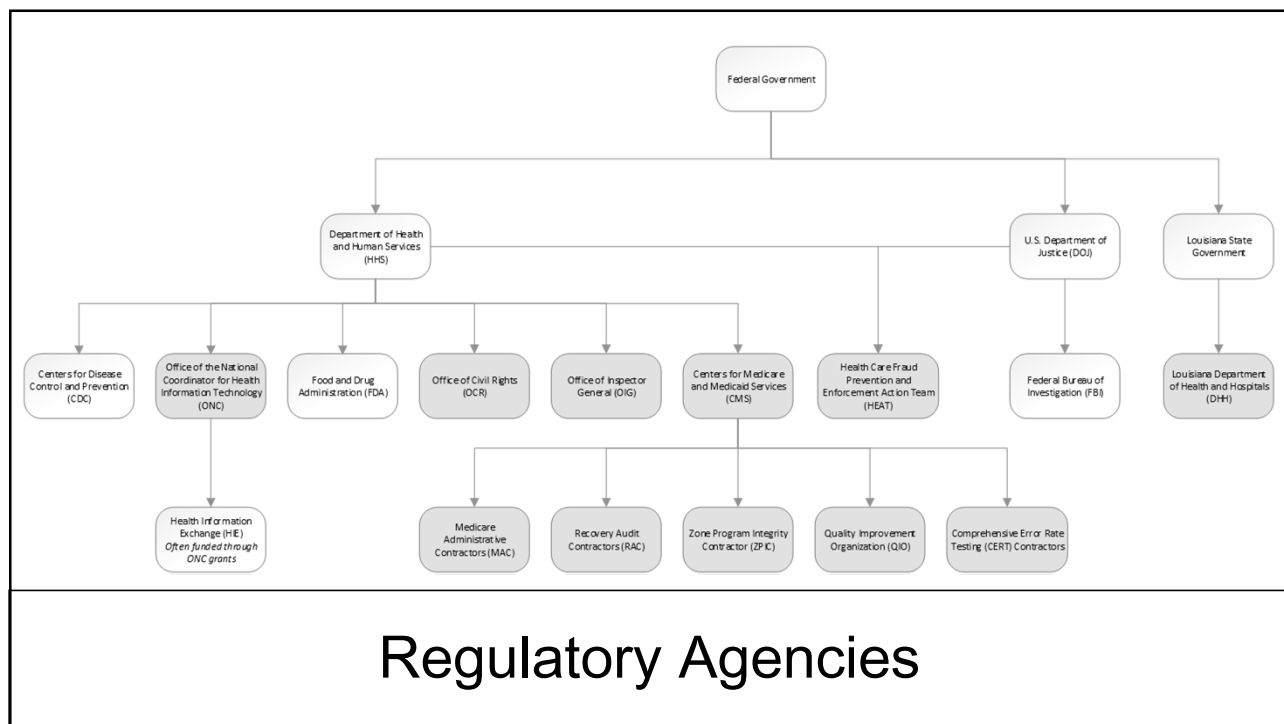 Federal Government
Department of Health
and Human Services
(HHS)
U.S. Department of
Justice (DOJ)
Louisiana State
Government
Centers for Disease
Control and Prevention
(CDC)
Office of the National
Coordinator for Health
Information Technology
(ONC)
Food and Drug
Administration (FDA)
Office of Civil Rights
(OCR)
Office of Inspector
General (OIG)
Centers for Medicare
and Medicaid Services
(CMS)
Health Care Fraud
Prevention and
Enforcement Action Team
(HEAT)
Federal Bureau of
Investigation (FBI)
Louisiana Department
of Health and Hospitals
(DHH)
Health Information
Exchange (HIE)
Often funded through
ONC grants
Medicare
Administrative
Contractors (MAC)
Recovery Audit
Contractors (RAC)
Zone Program Integrity
Contractor (ZPIC)
Quality Improvement
Organization (QIO)
Comprehensive Error Rate
Testing (CERT) Contractors
Regulatory Agencies